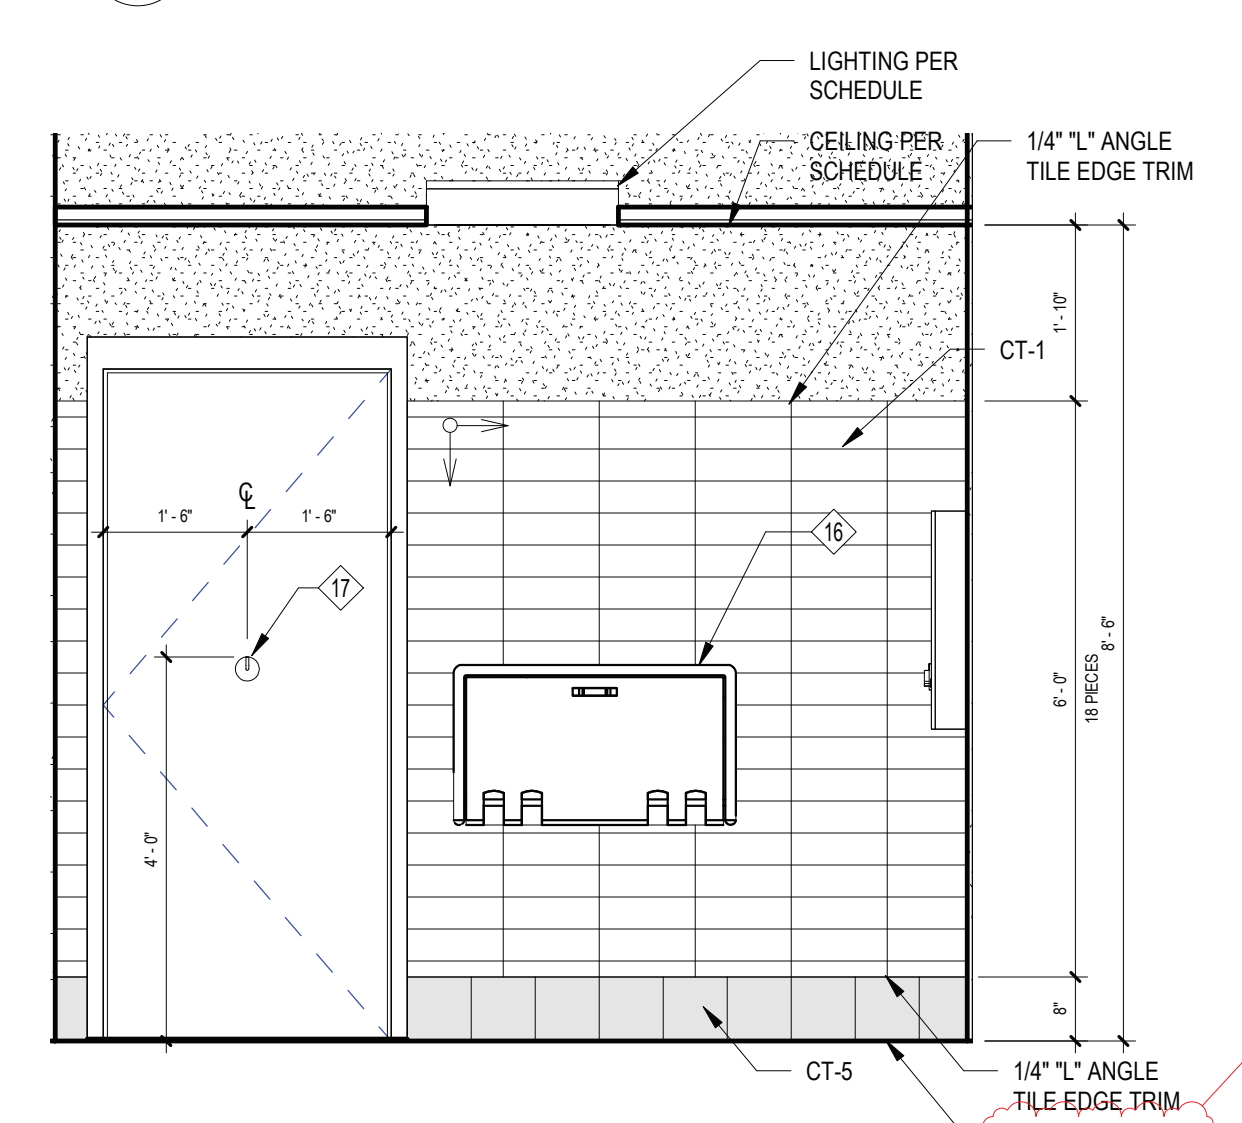 LIGHTING PER
SCHEDULE
CEILING PER
SCHEDULE
1/4" "L" ANGLE
TILE EDGE TRIM
1' - 10"
CT-1
℄
1' - 6"
1' - 6"
16
17
8' - 6"
6' - 0"
18 PIECES
4' - 0"
8"
CT-5
1/4" "L" ANGLE
TILE EDGE TRIM